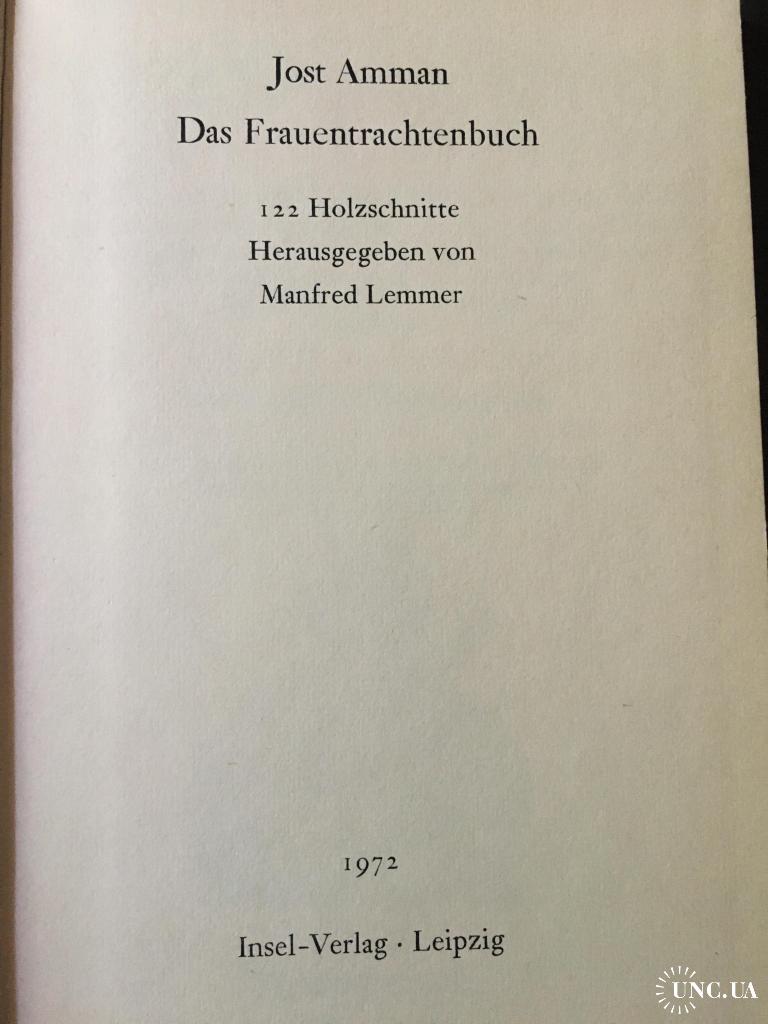 Jost Amman
Das Frauentrachtenbuch
122 Holzschnitte
Herausgegeben von
Manfred Lemmer
1972
Insel-Verlag · Leipzig
UNC.UA